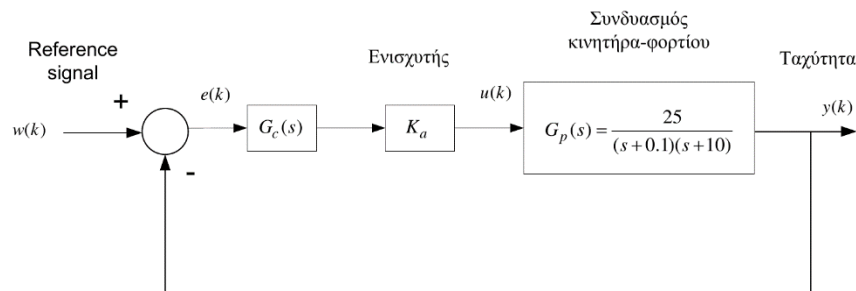 Συνδυασμός
κινητήρα-φορτίου
Reference
signal
Ενισχυτής
Ταχύτητα
+
e(k)
u(k)
y(k)
w(k)
G_c(s)
K_a
G_p(s) = 25 / ((s+0.1)(s+10))
-